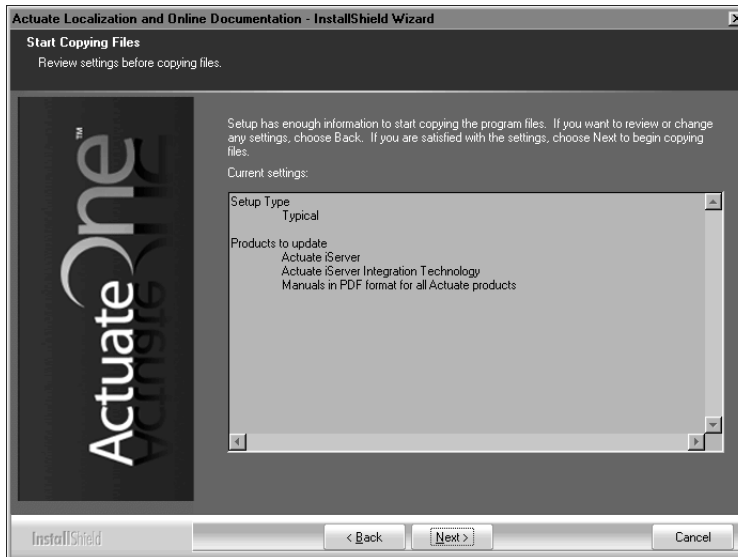 Actuate Localization and Online Documentation - InstallShield Wizard
Start Copying Files
Review settings before copying files.
ActuateOne™
Setup has enough information to start copying the program files. If you want to review or change
any settings, choose Back. If you are satisfied with the settings, choose Next to begin copying
files.
Current settings:
Setup Type
Typical
Products to update
Actuate iServer
Actuate iServer Integration Technology
Manuals in PDF format for all Actuate products
InstallShield
< Back
Next >
Cancel